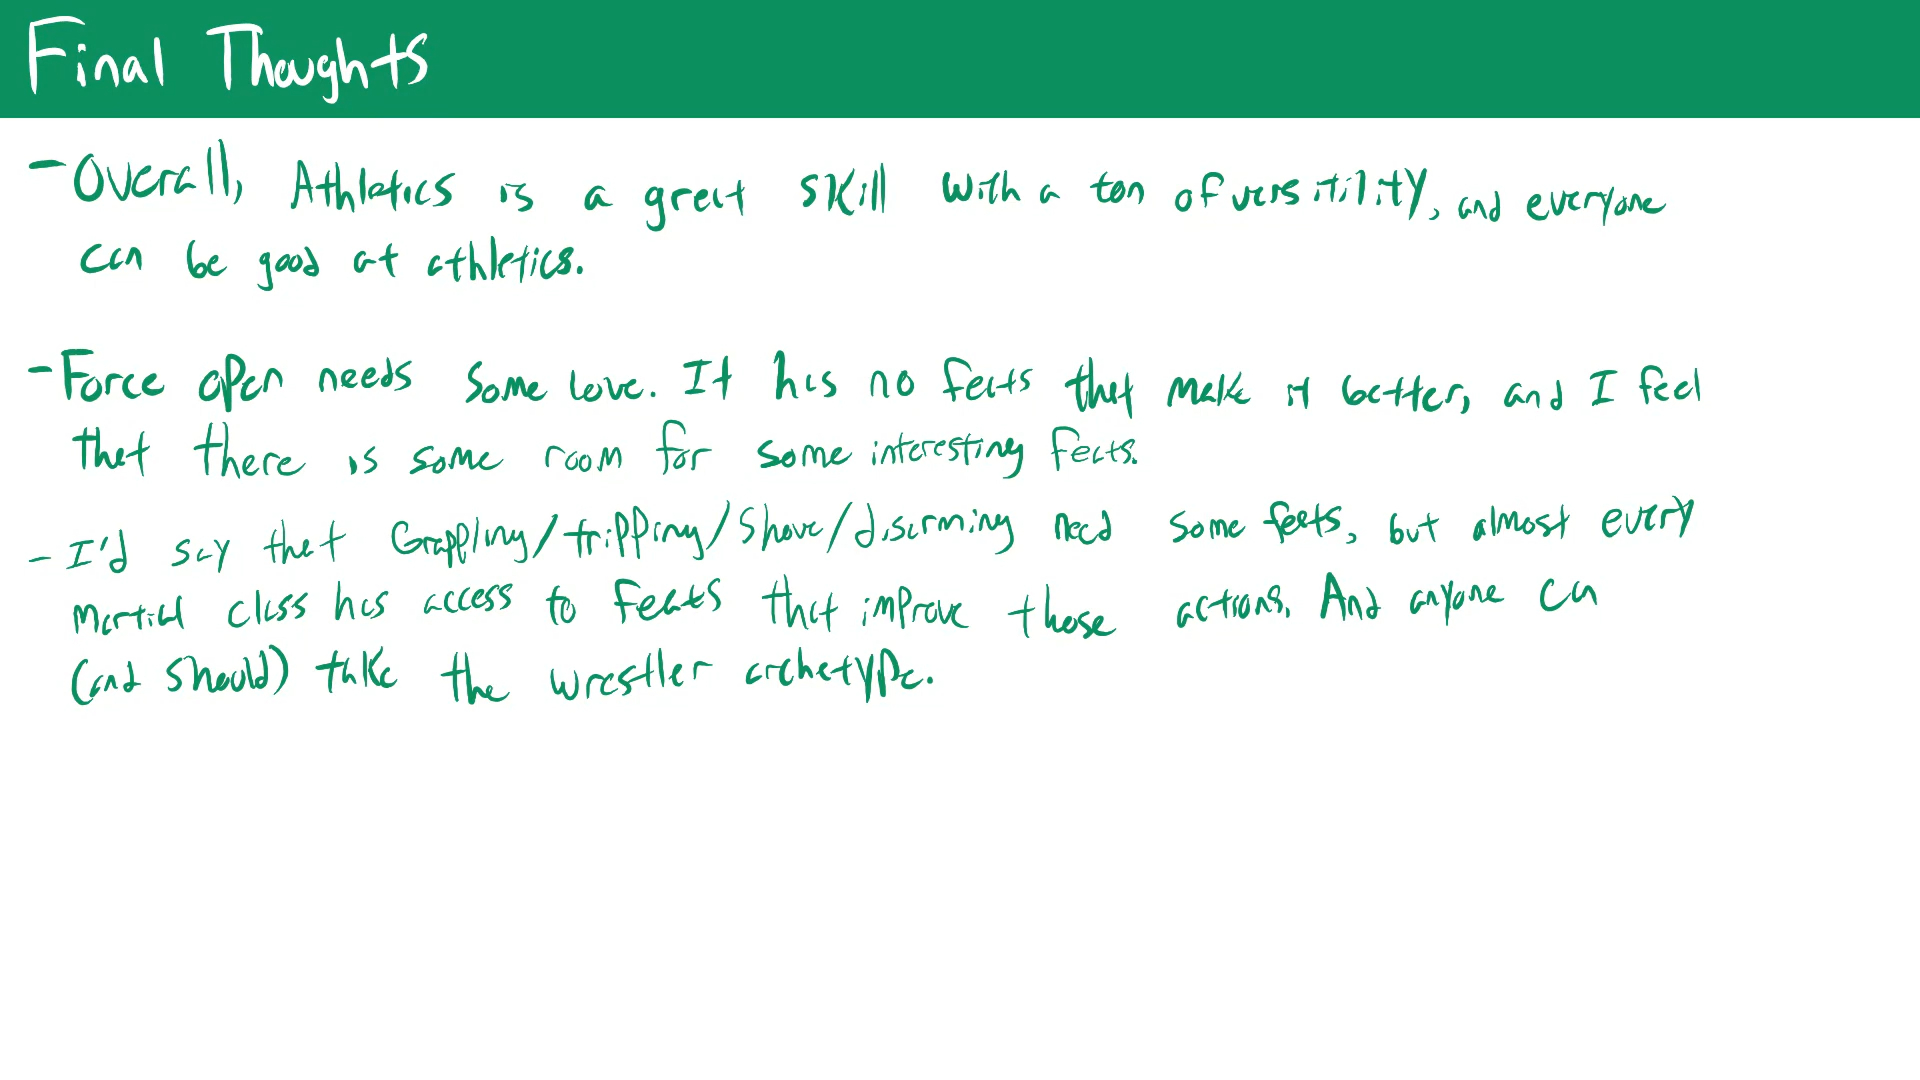 Final Thoughts
- Overall, Athletics is a great skill with a ton of versitility, and everyone
can be good at athletics.
- Force open needs some love. It has no feats that make it better, and I feel
that there is some room for some interesting feats.
- I'd say that Grappling/tripping/Shove/disarming need some feats, but almost every
martial class has access to feats that improve those actions. And anyone can
(and should) take the wrestler archetype.